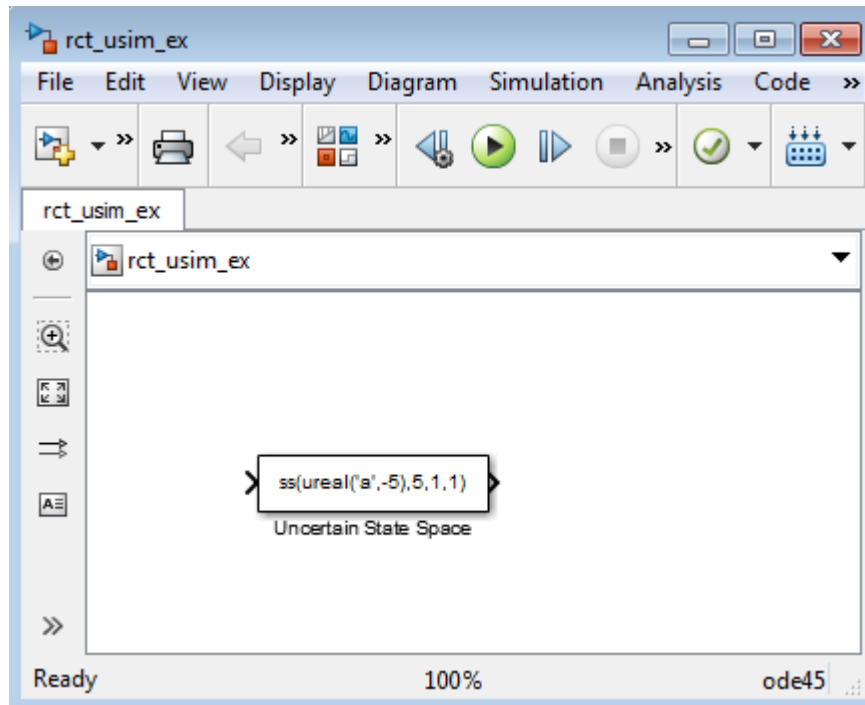 rct_usim_ex
File Edit View Display Diagram Simulation Analysis Code »
rct_usim_ex
rct_usim_ex
ss(ureal('a',-5),5,1,1)
Uncertain State Space
Ready 100% ode45